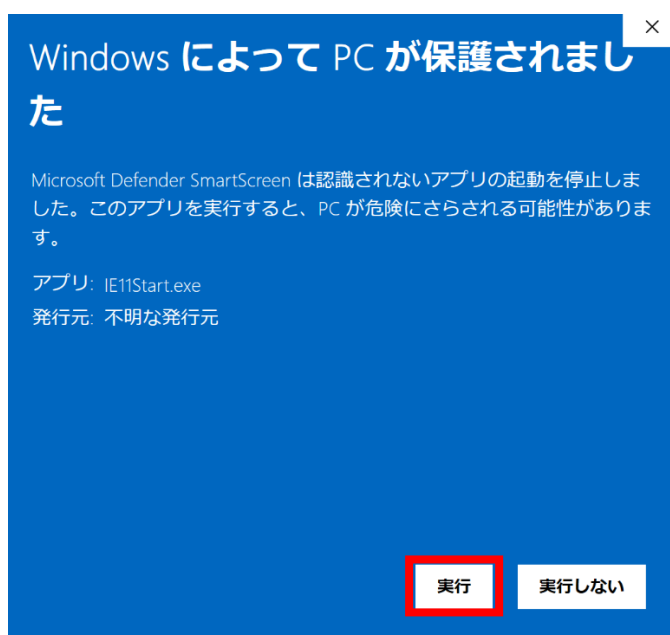 Windows によって PC が保護されまし
た
Microsoft Defender SmartScreen は認識されないアプリの起動を停止しま
した。このアプリを実行すると、PC が危険にさらされる可能性がありま
す。
アプリ: IE11Start.exe
発行元: 不明な発行元
実行 実行しない